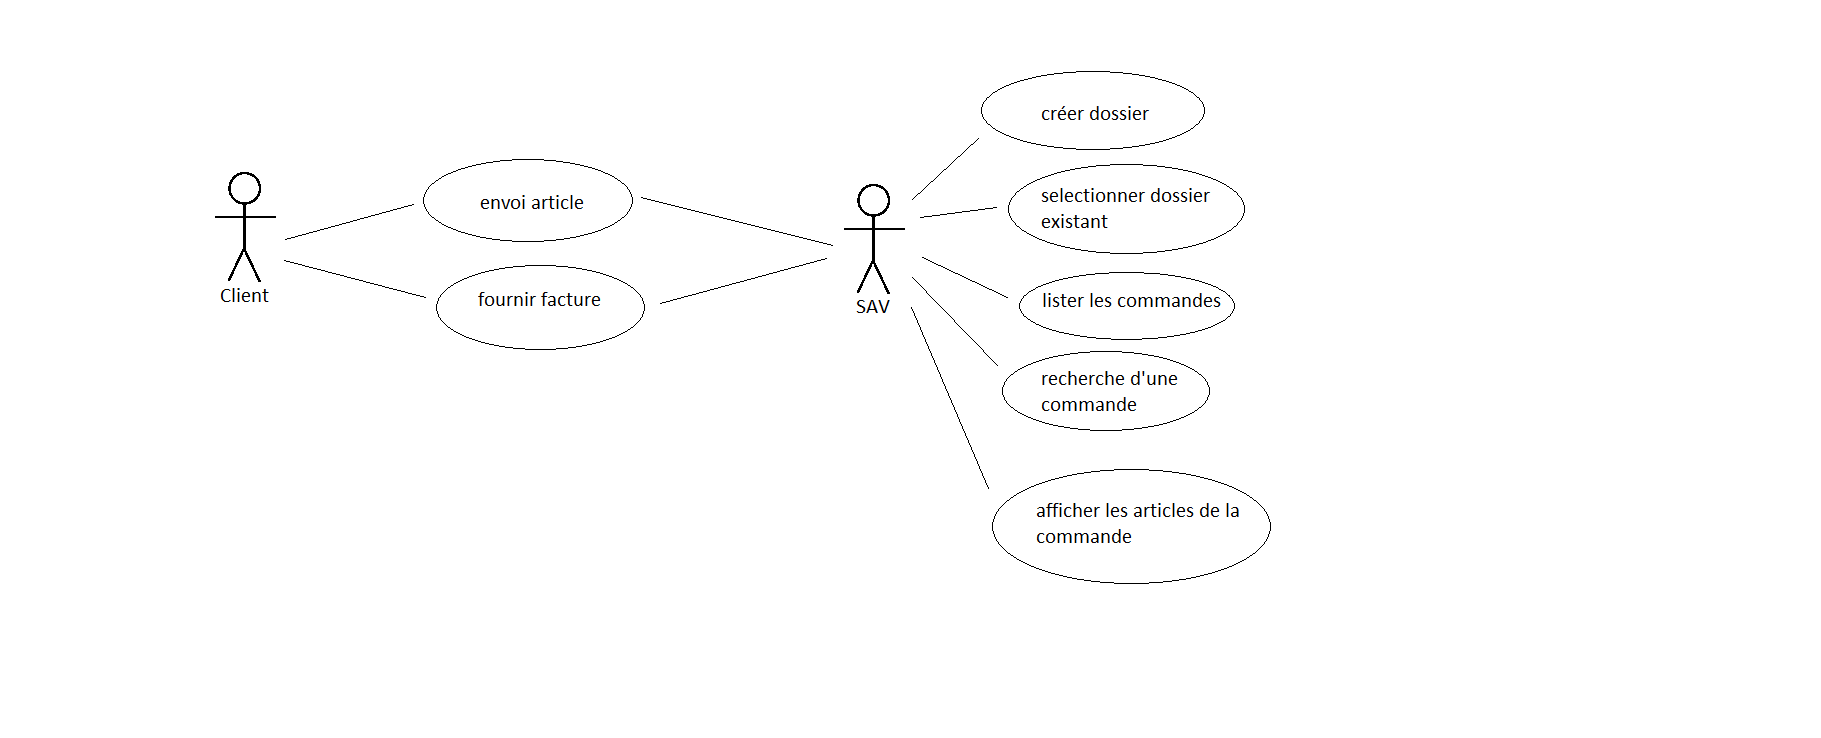 créer dossier
selectionner dossier
existant
envoi article
Client
fournir facture
SAV
lister les commandes
recherche d'une
commande
afficher les articles de la
commande